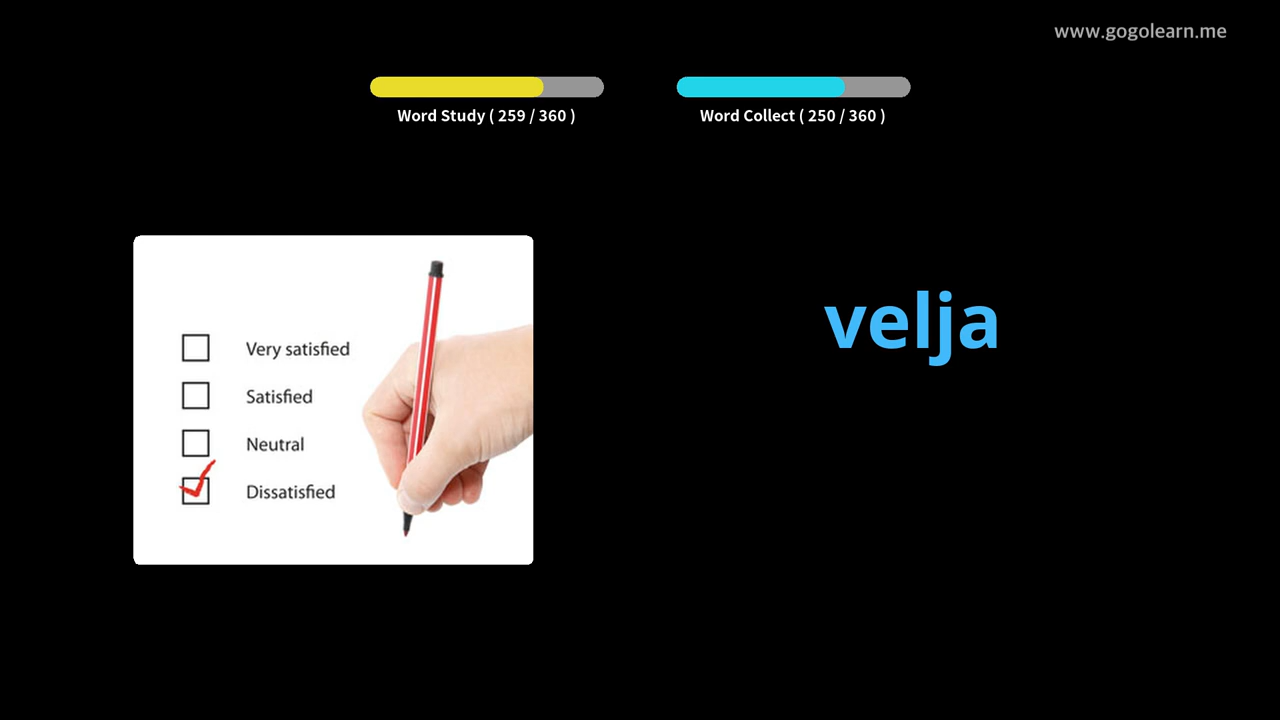 www.gogolearn.me
Word Study ( 259 / 360 )
Word Collect ( 250 / 360 )
velja
Very satisfied
Satisfied
Neutral
Dissatisfied